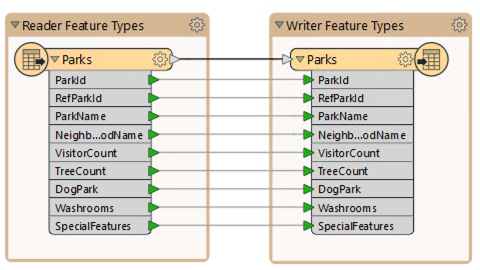 Reader Feature Types
Parks
ParkId
RefParkId
ParkName
Neighb...odName
VisitorCount
TreeCount
DogPark
Washrooms
SpecialFeatures
Writer Feature Types
Parks
ParkId
RefParkId
ParkName
Neighb...odName
VisitorCount
TreeCount
DogPark
Washrooms
SpecialFeatures